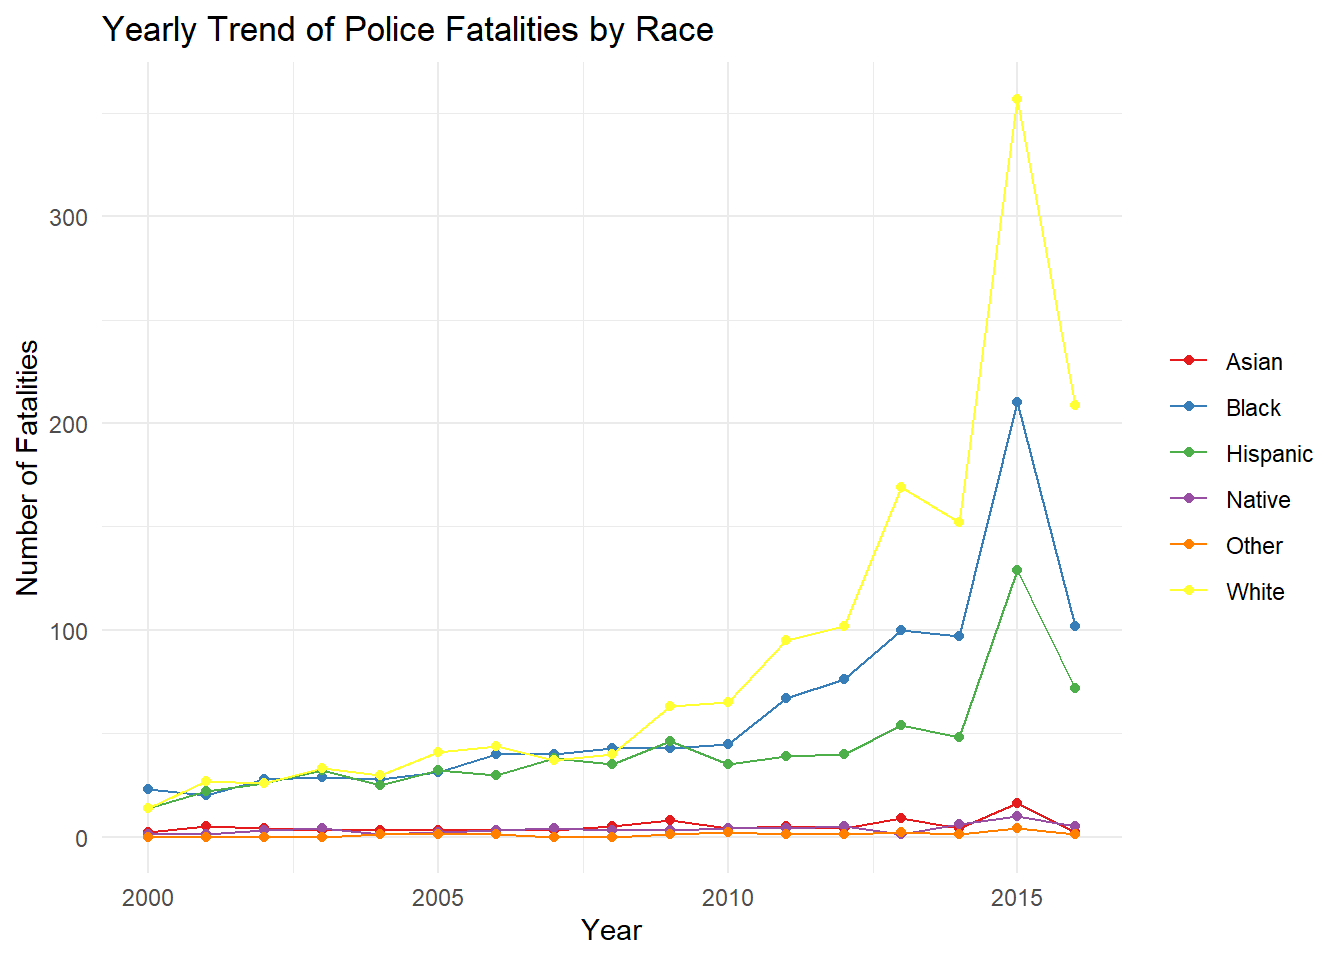 Yearly Trend of Police Fatalities by Race
Number of Fatalities
300
200
100
0
2000
2005
2010
2015
Year
Asian
Black
Hispanic
Native
Other
White